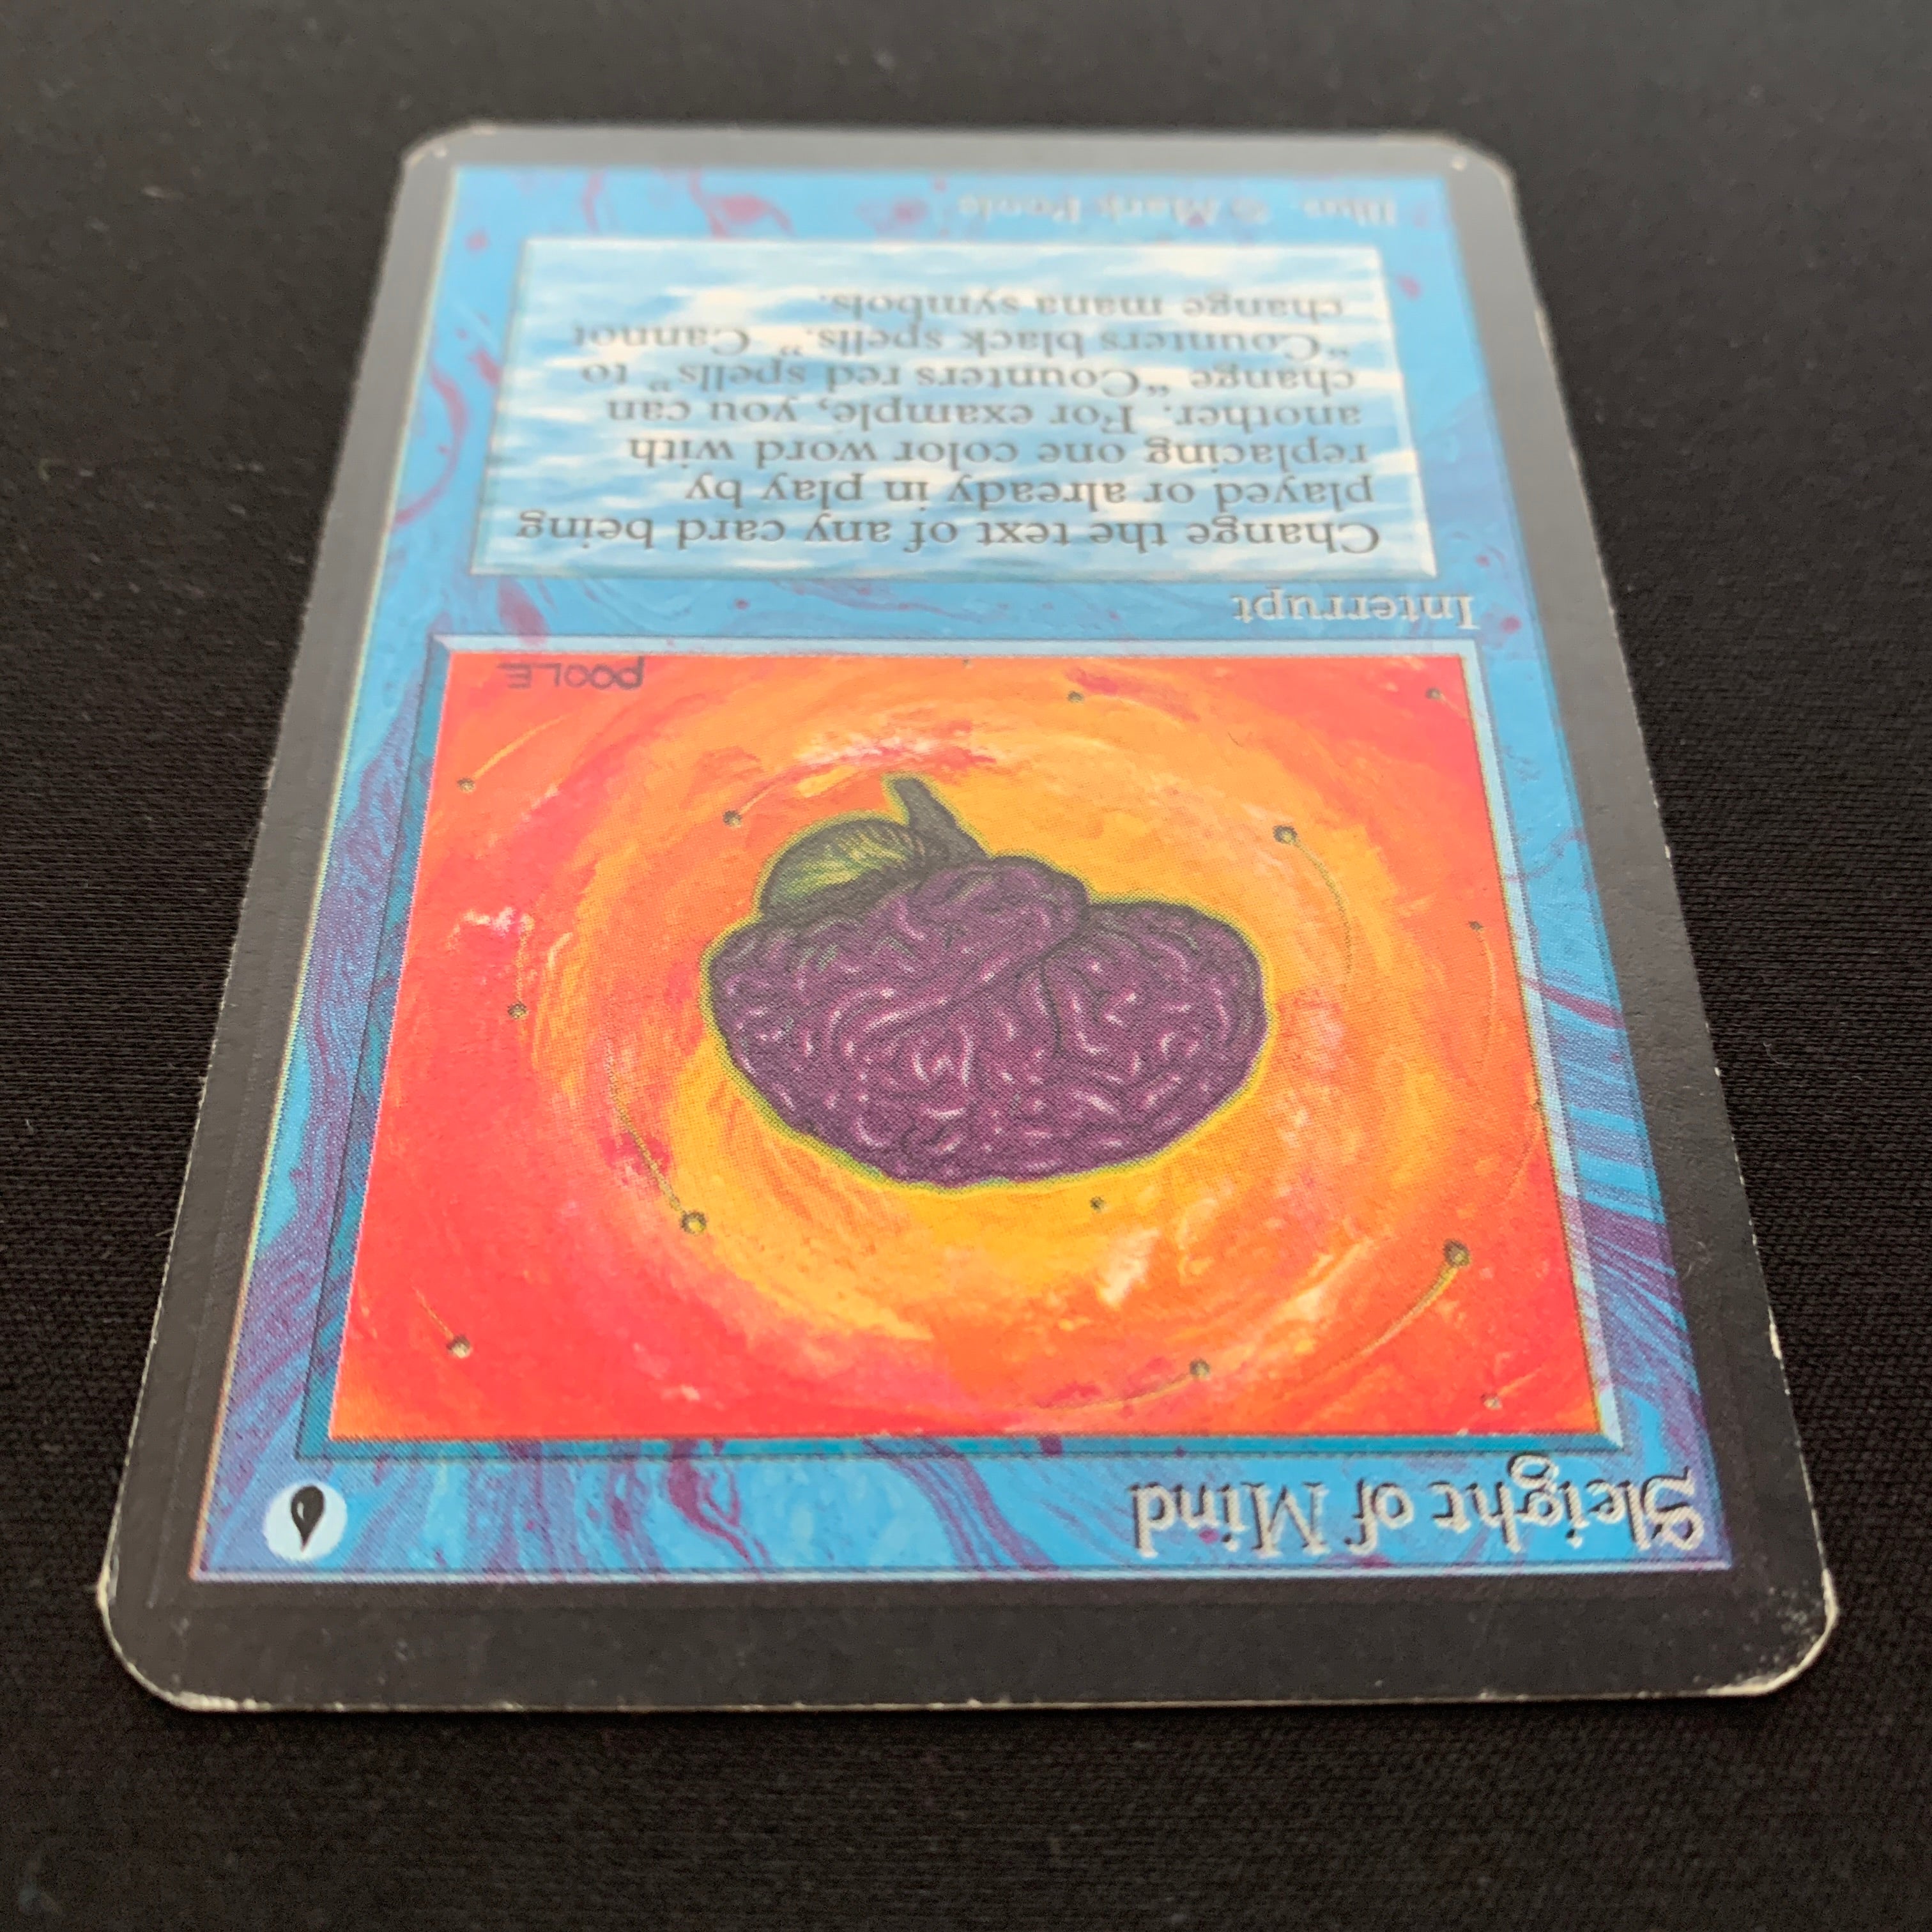 Sleight of Mind
POOLE
Interrupt
Change the text of any card being
played or already in play by
replacing one color word with
another. For example, you can
change "Counters red spells" to
"Counters black spells." Cannot
change mana symbols.
Illus. © Mark Poole